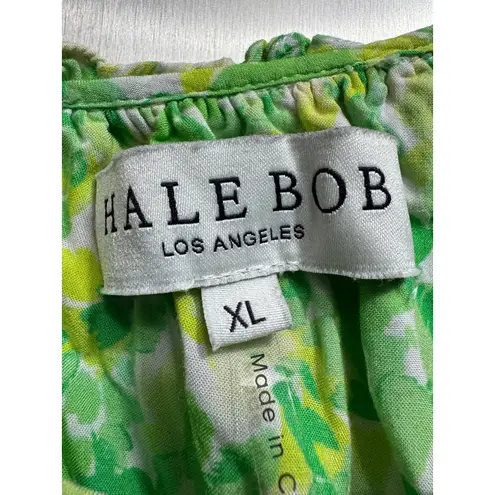 HALE BOB
LOS ANGELES
XL
Made in C